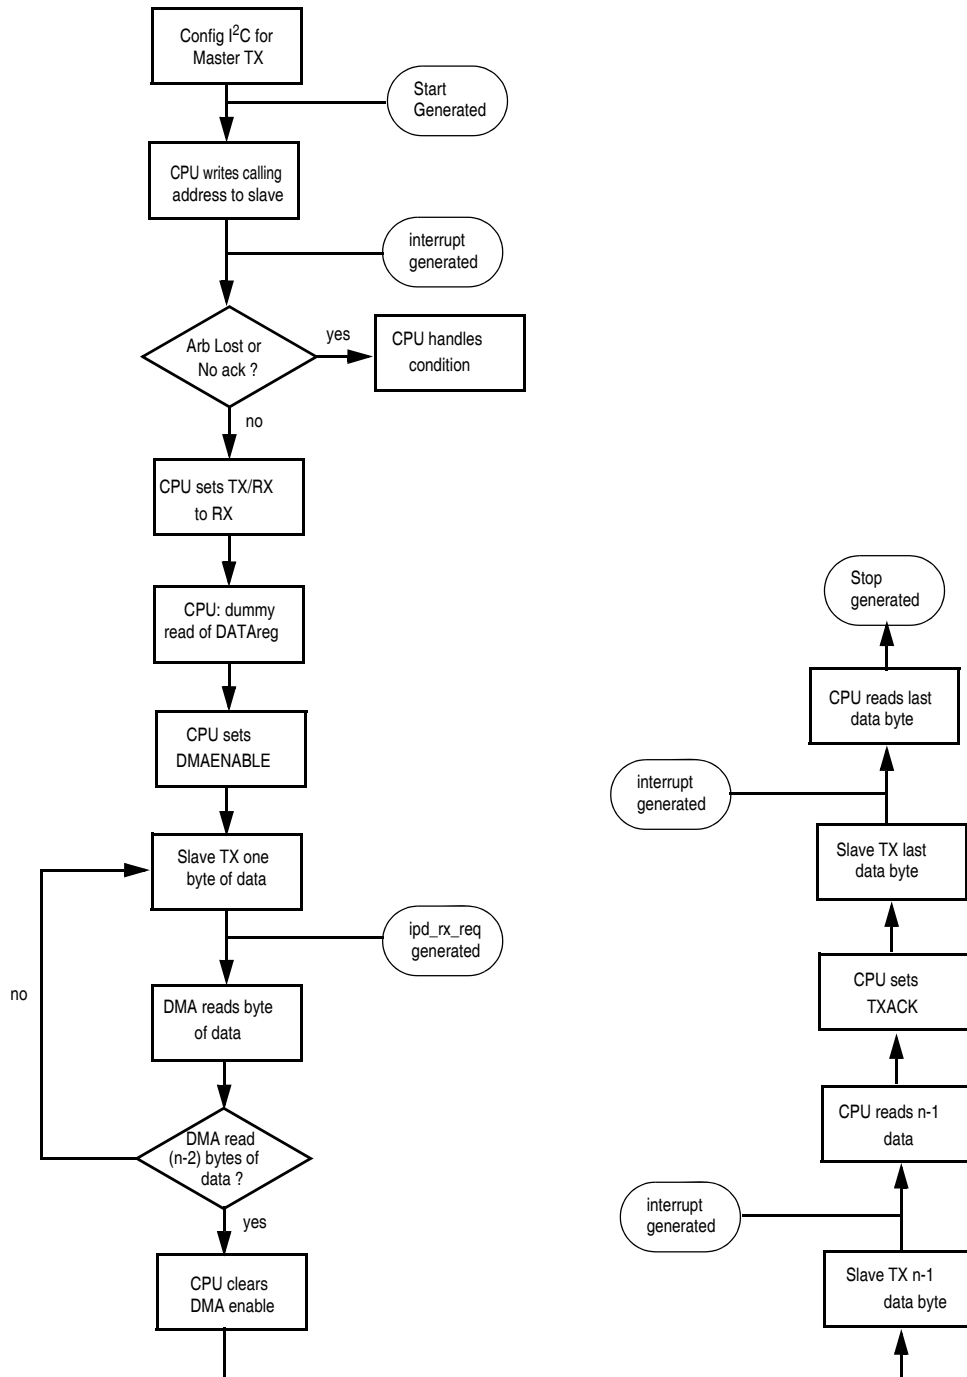 Config I²C for
Master TX
Start
Generated
CPU writes calling
address to slave
interrupt
generated
Arb Lost or
No ack ?
yes
CPU handles
condition
no
CPU sets TX/RX
to RX
CPU: dummy
read of DATAreg
CPU sets
DMAENABLE
Slave TX one
byte of data
ipd_rx_req
generated
no
DMA reads byte
of data
DMA read
(n-2) bytes of
data ?
yes
CPU clears
DMA enable
Stop
generated
CPU reads last
data byte
interrupt
generated
Slave TX last
data byte
CPU sets
TXACK
CPU reads n-1
data
interrupt
generated
Slave TX n-1
data byte